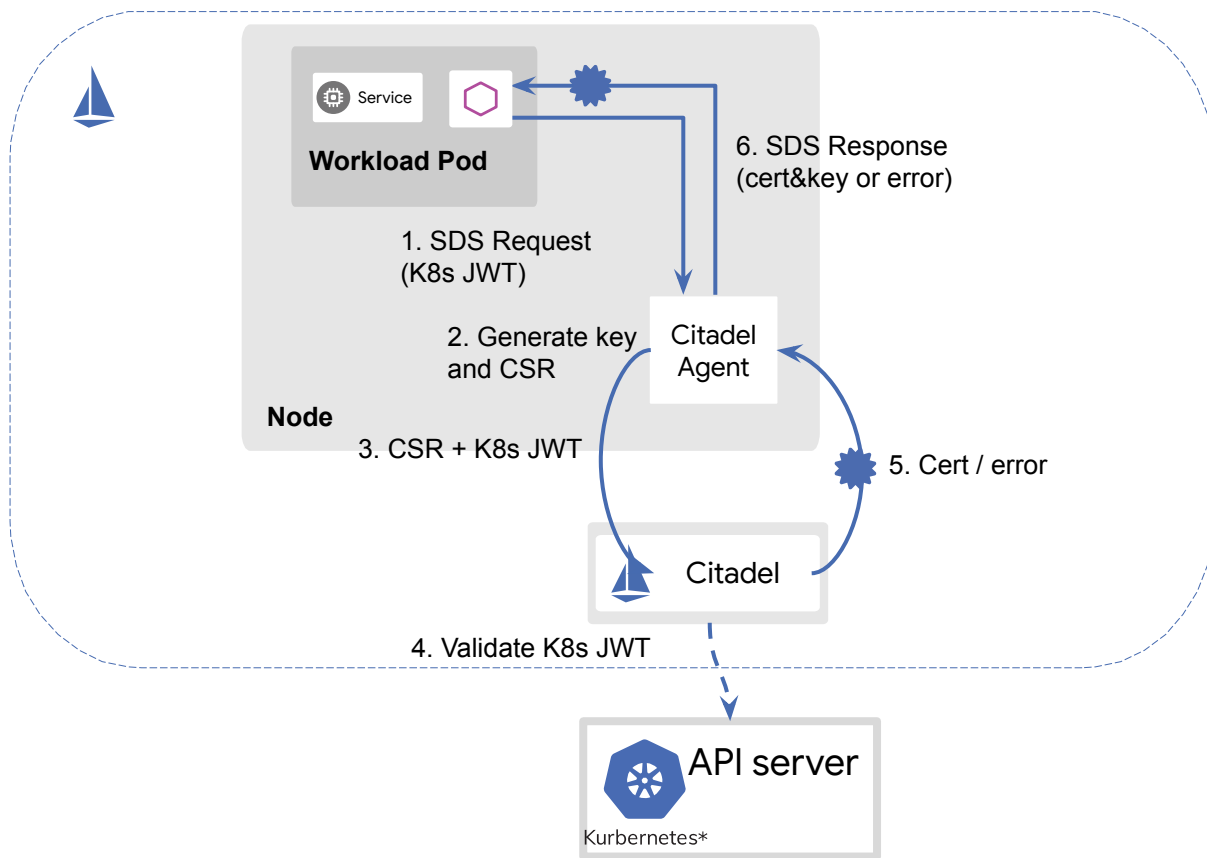 Service
Workload Pod
6. SDS Response
(cert&key or error)
1. SDS Request
(K8s JWT)
2. Generate key
and CSR
Citadel
Agent
Node
3. CSR + K8s JWT
5. Cert / error
Citadel
4. Validate K8s JWT
API server
Kurbernetes*